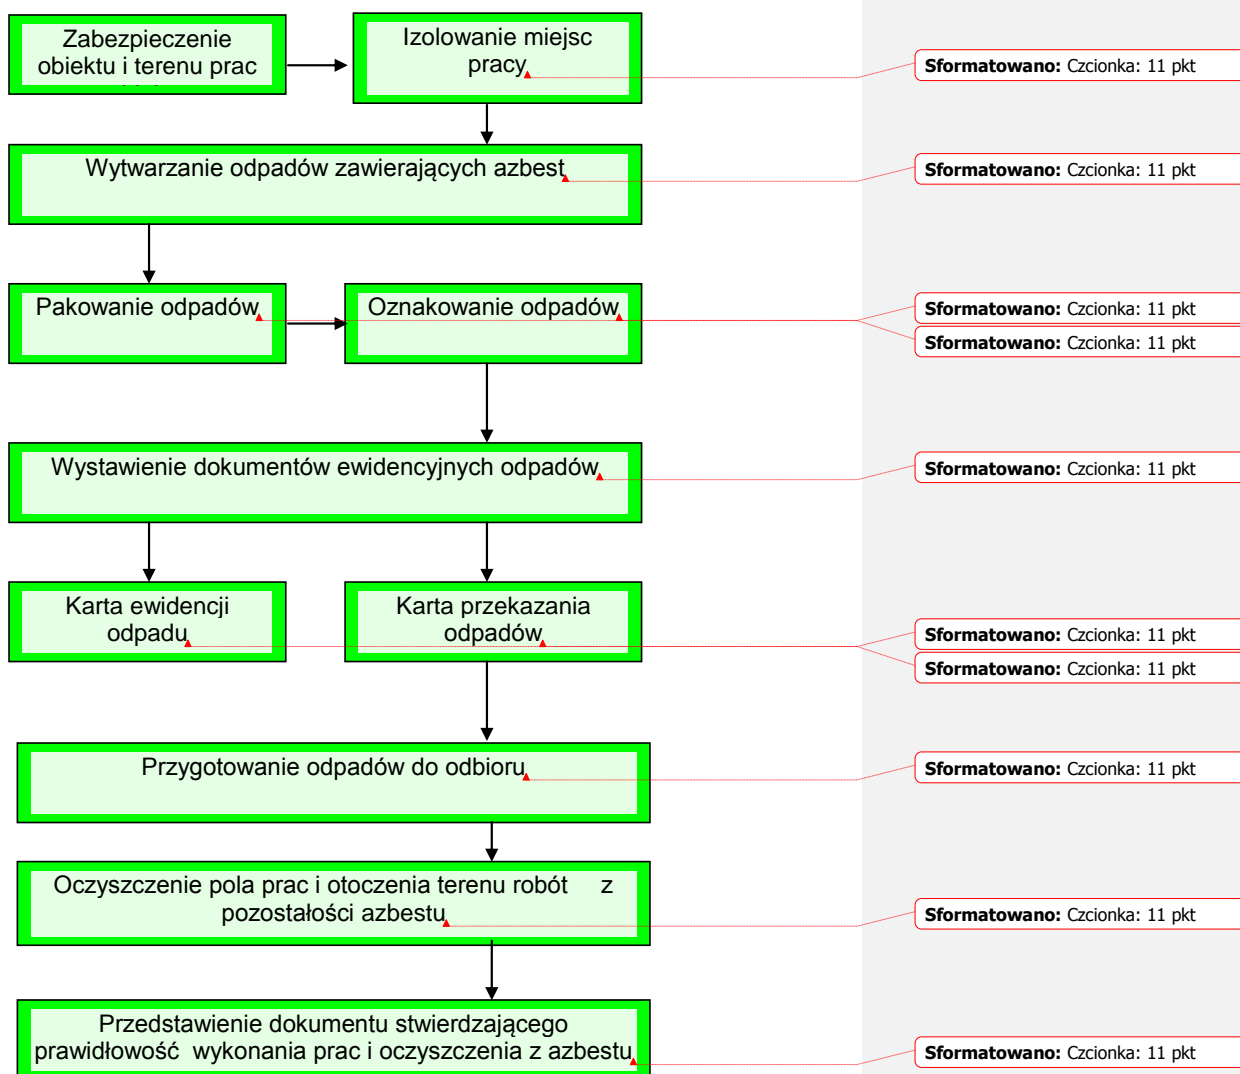 Zabezpieczenie
obiektu i terenu prac
Izolowanie miejsc
pracy
Sformatowano: Czcionka: 11 pkt
Wytwarzanie odpadów zawierających azbest
Sformatowano: Czcionka: 11 pkt
Pakowanie odpadów
Oznakowanie odpadów
Sformatowano: Czcionka: 11 pkt
Sformatowano: Czcionka: 11 pkt
Wystawienie dokumentów ewidencyjnych odpadów
Sformatowano: Czcionka: 11 pkt
Karta ewidencji
odpadu
Karta przekazania
odpadów
Sformatowano: Czcionka: 11 pkt
Sformatowano: Czcionka: 11 pkt
Przygotowanie odpadów do odbioru
Sformatowano: Czcionka: 11 pkt
Oczyszczenie pola prac i otoczenia terenu robót z
pozostałości azbestu
Sformatowano: Czcionka: 11 pkt
Przedstawienie dokumentu stwierdzającego
prawidłowość wykonania prac i oczyszczenia z azbestu
Sformatowano: Czcionka: 11 pkt